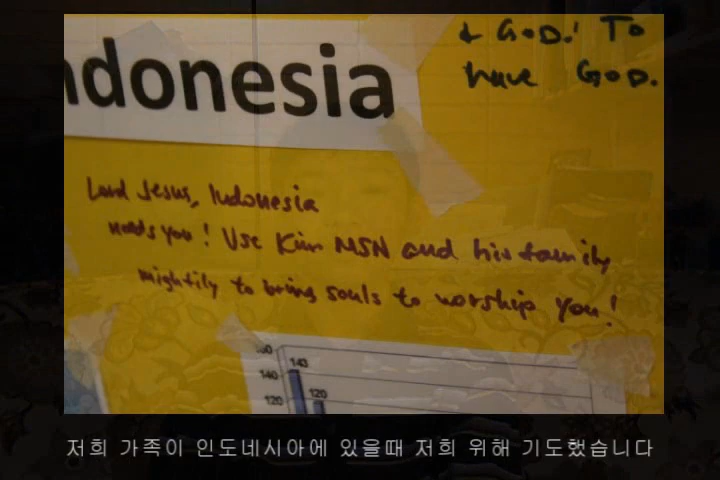 ndonesia
& GOD! To
have GOD.
Lord Jesus, Indonesia
needs you! Use Kim MSN and his family
mightily to bring souls to worship you!
143
140
120
120
저희 가족이 인도네시아에 있을때 저희 위해 기도했습니다